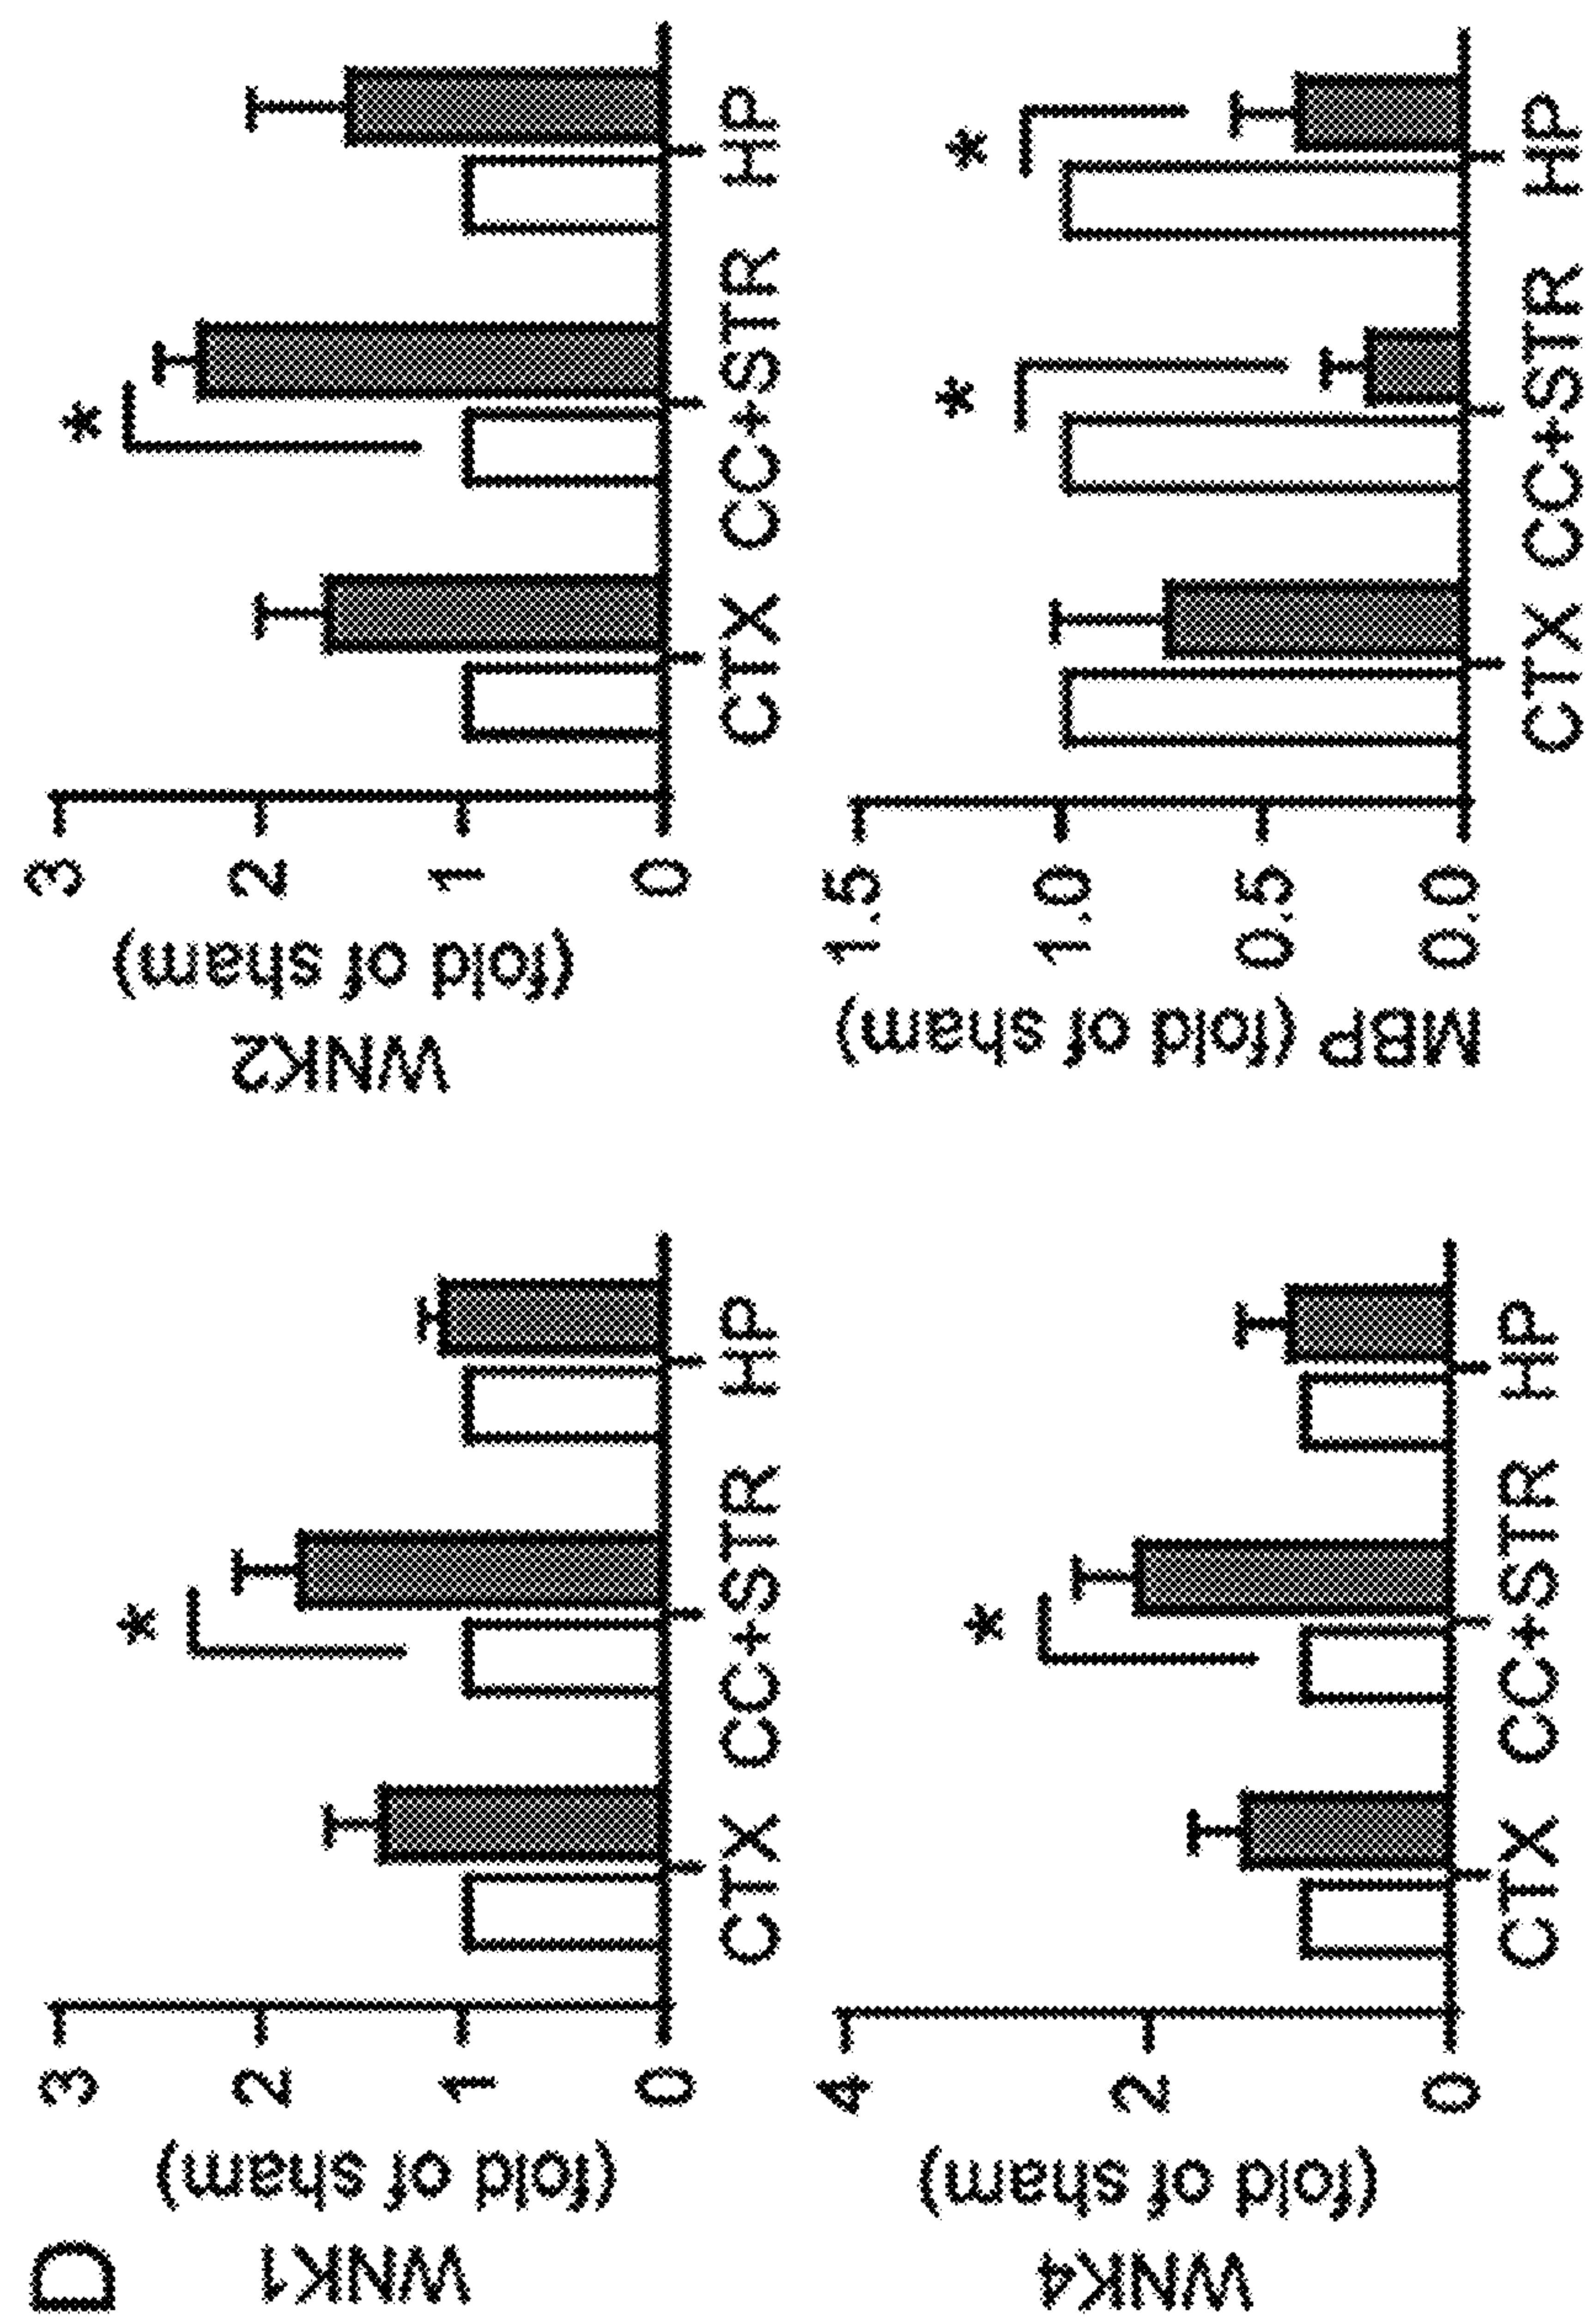 D
WNK1
(fold of sham)
3
2
1
0
*
CTX CC+STR HP
WNK2
(fold of sham)
3
2
1
0
*
CTX CC+STR HP
WNK4
(fold of sham)
4
2
0
*
CTX CC+STR HP
MBP (fold of sham)
1.5
1.0
0.5
0.0
*
*
CTX CC+STR HP